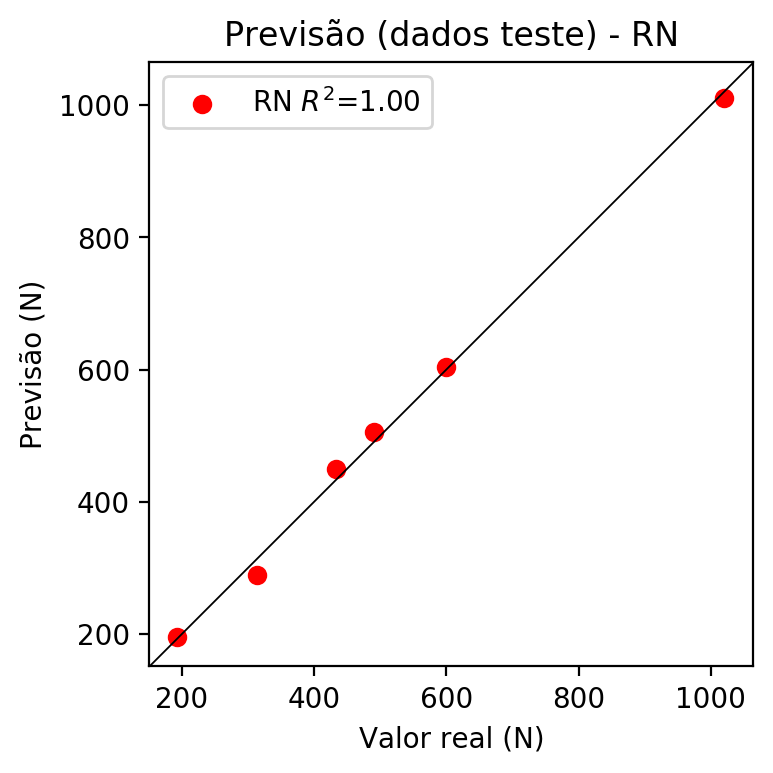 Previsão (dados teste) - RN
RN R²=1.00
1000
800
600
400
200
Previsão (N)
200 400 600 800 1000
Valor real (N)